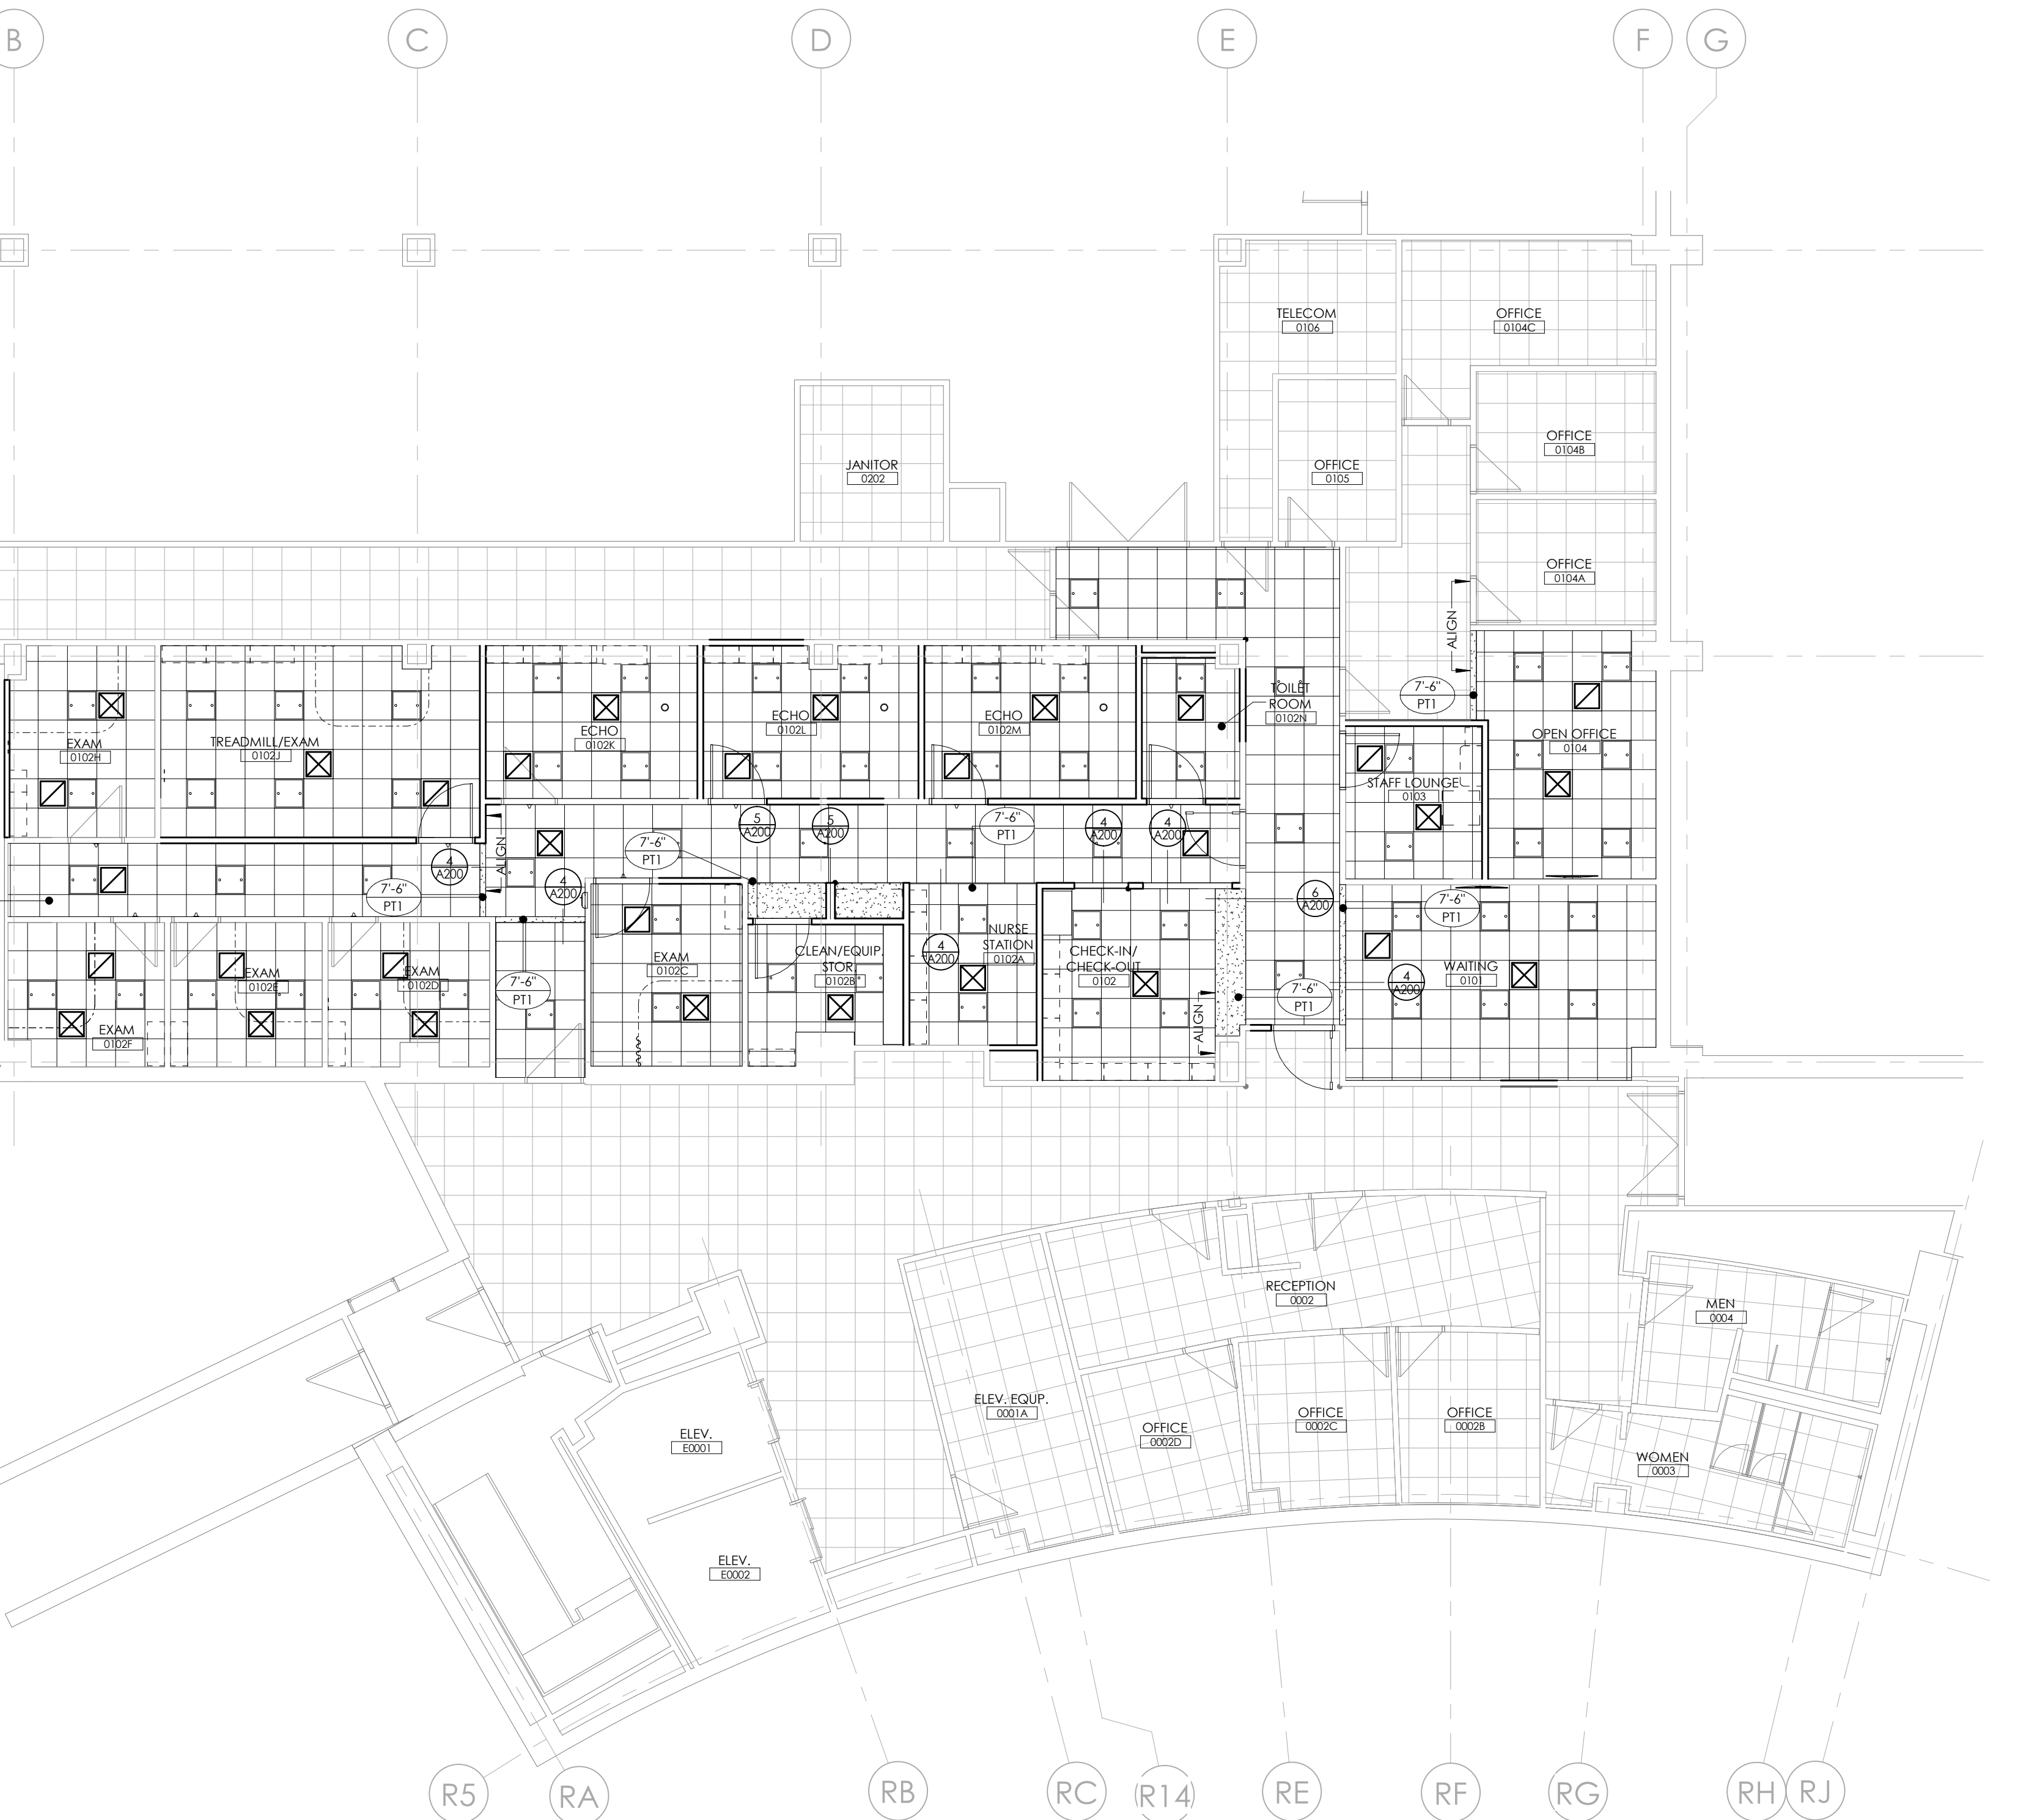 B
C
D
E
F
G
TELECOM
0106
OFFICE
0104C
OFFICE
0104B
JANITOR
0202
OFFICE
0105
OFFICE
0104A
ALIGN
7'-6"
PT1
TOILET
ROOM
0102N
ECHO
0102K
ECHO
0102L
ECHO
0102M
EXAM
0102H
TREADMILL/EXAM
0102J
OPEN OFFICE
0104
STAFF LOUNGE
0103
5
A200
5
A200
7'-6"
PT1
4
A200
4
A200
7'-6"
PT1
ALIGN
4
A200
4
A200
7'-6"
PT1
6
A200
7'-6"
PT1
NURSE
STATION
0102A
4
A200
CLEAN/EQUIP.
STOR.
0102B
CHECK-IN/
CHECK-OUT
0102
EXAM
0102C
WAITING
0101
4
A200
EXAM
0102E
EXAM
0102D
7'-6"
PT1
7'-6"
PT1
ALIGN
EXAM
0102F
RECEPTION
0002
MEN
0004
ELEV. EQUP.
0001A
OFFICE
0002D
OFFICE
0002C
OFFICE
0002B
ELEV.
E0001
WOMEN
0003
ELEV.
E0002
R5
RA
RB
RC
R14
RE
RF
RG
RH
RJ